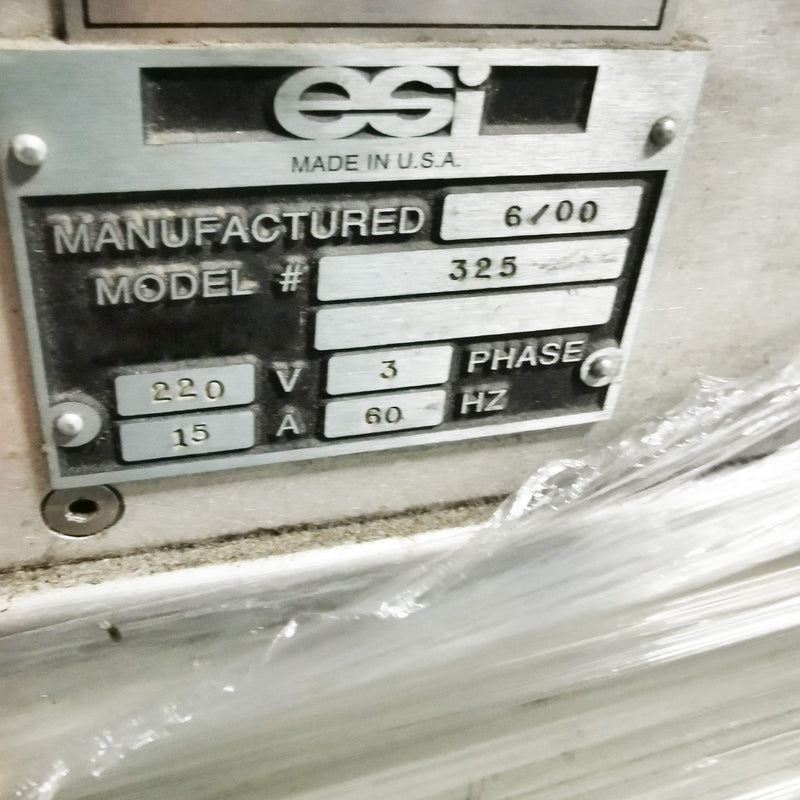 esi
MADE IN U.S.A.
MANUFACTURED 6/00
MODEL # 325
220 V 3 PHASE
15 A 60 HZ